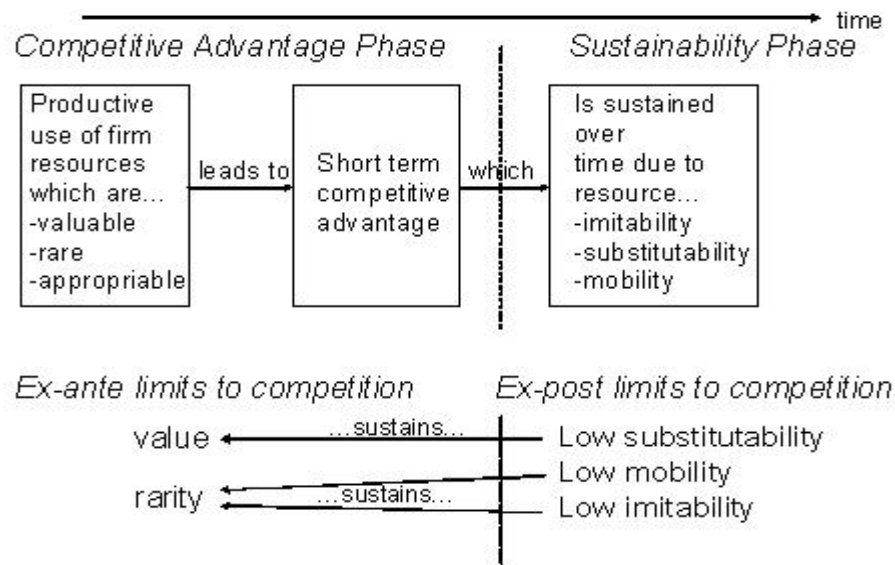 time
Competitive Advantage Phase
Sustainability Phase
Productive
use of firm
resources
which are...
-valuable
-rare
-appropriable
leads to
Short term
competitive
advantage
which
Is sustained
over
time due to
resource...
-imitability
-substitutability
-mobility
Ex-ante limits to competition
Ex-post limits to competition
value
...sustains...
Low substitutability
Low mobility
rarity
...sustains...
Low imitability